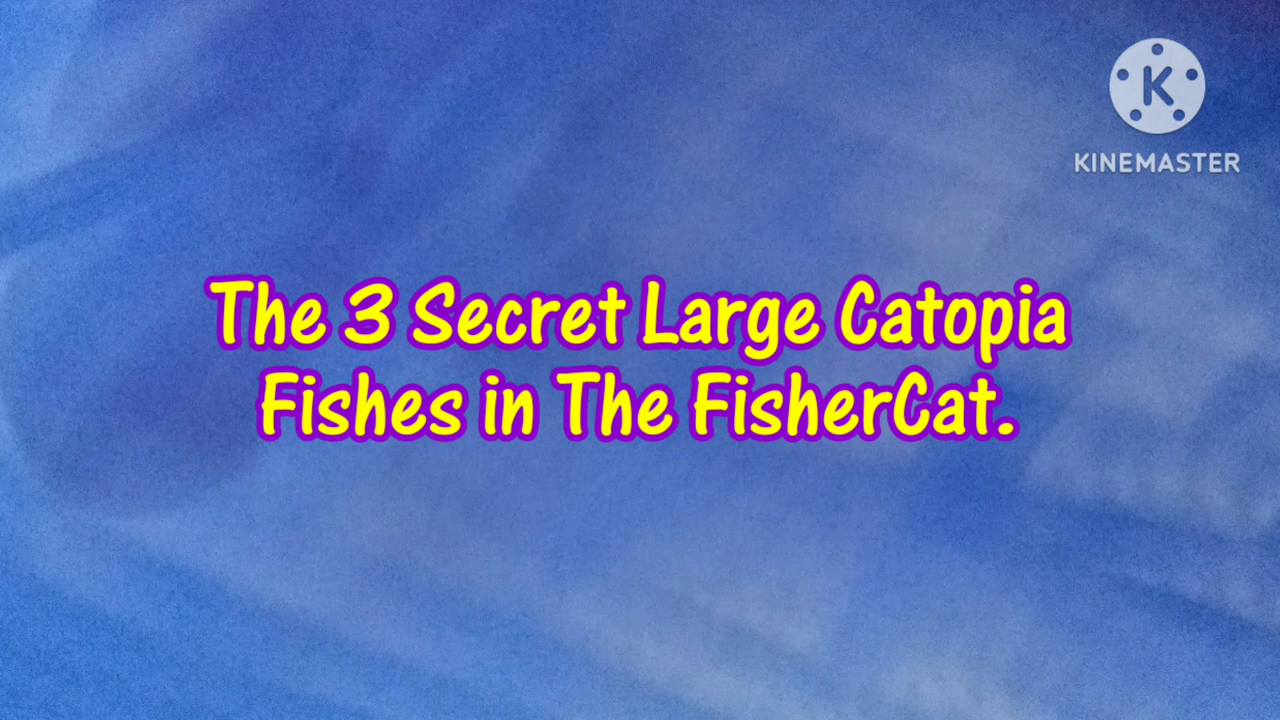 K
KINEMASTER
The 3 Secret Large Catopia
Fishes in The FisherCat.